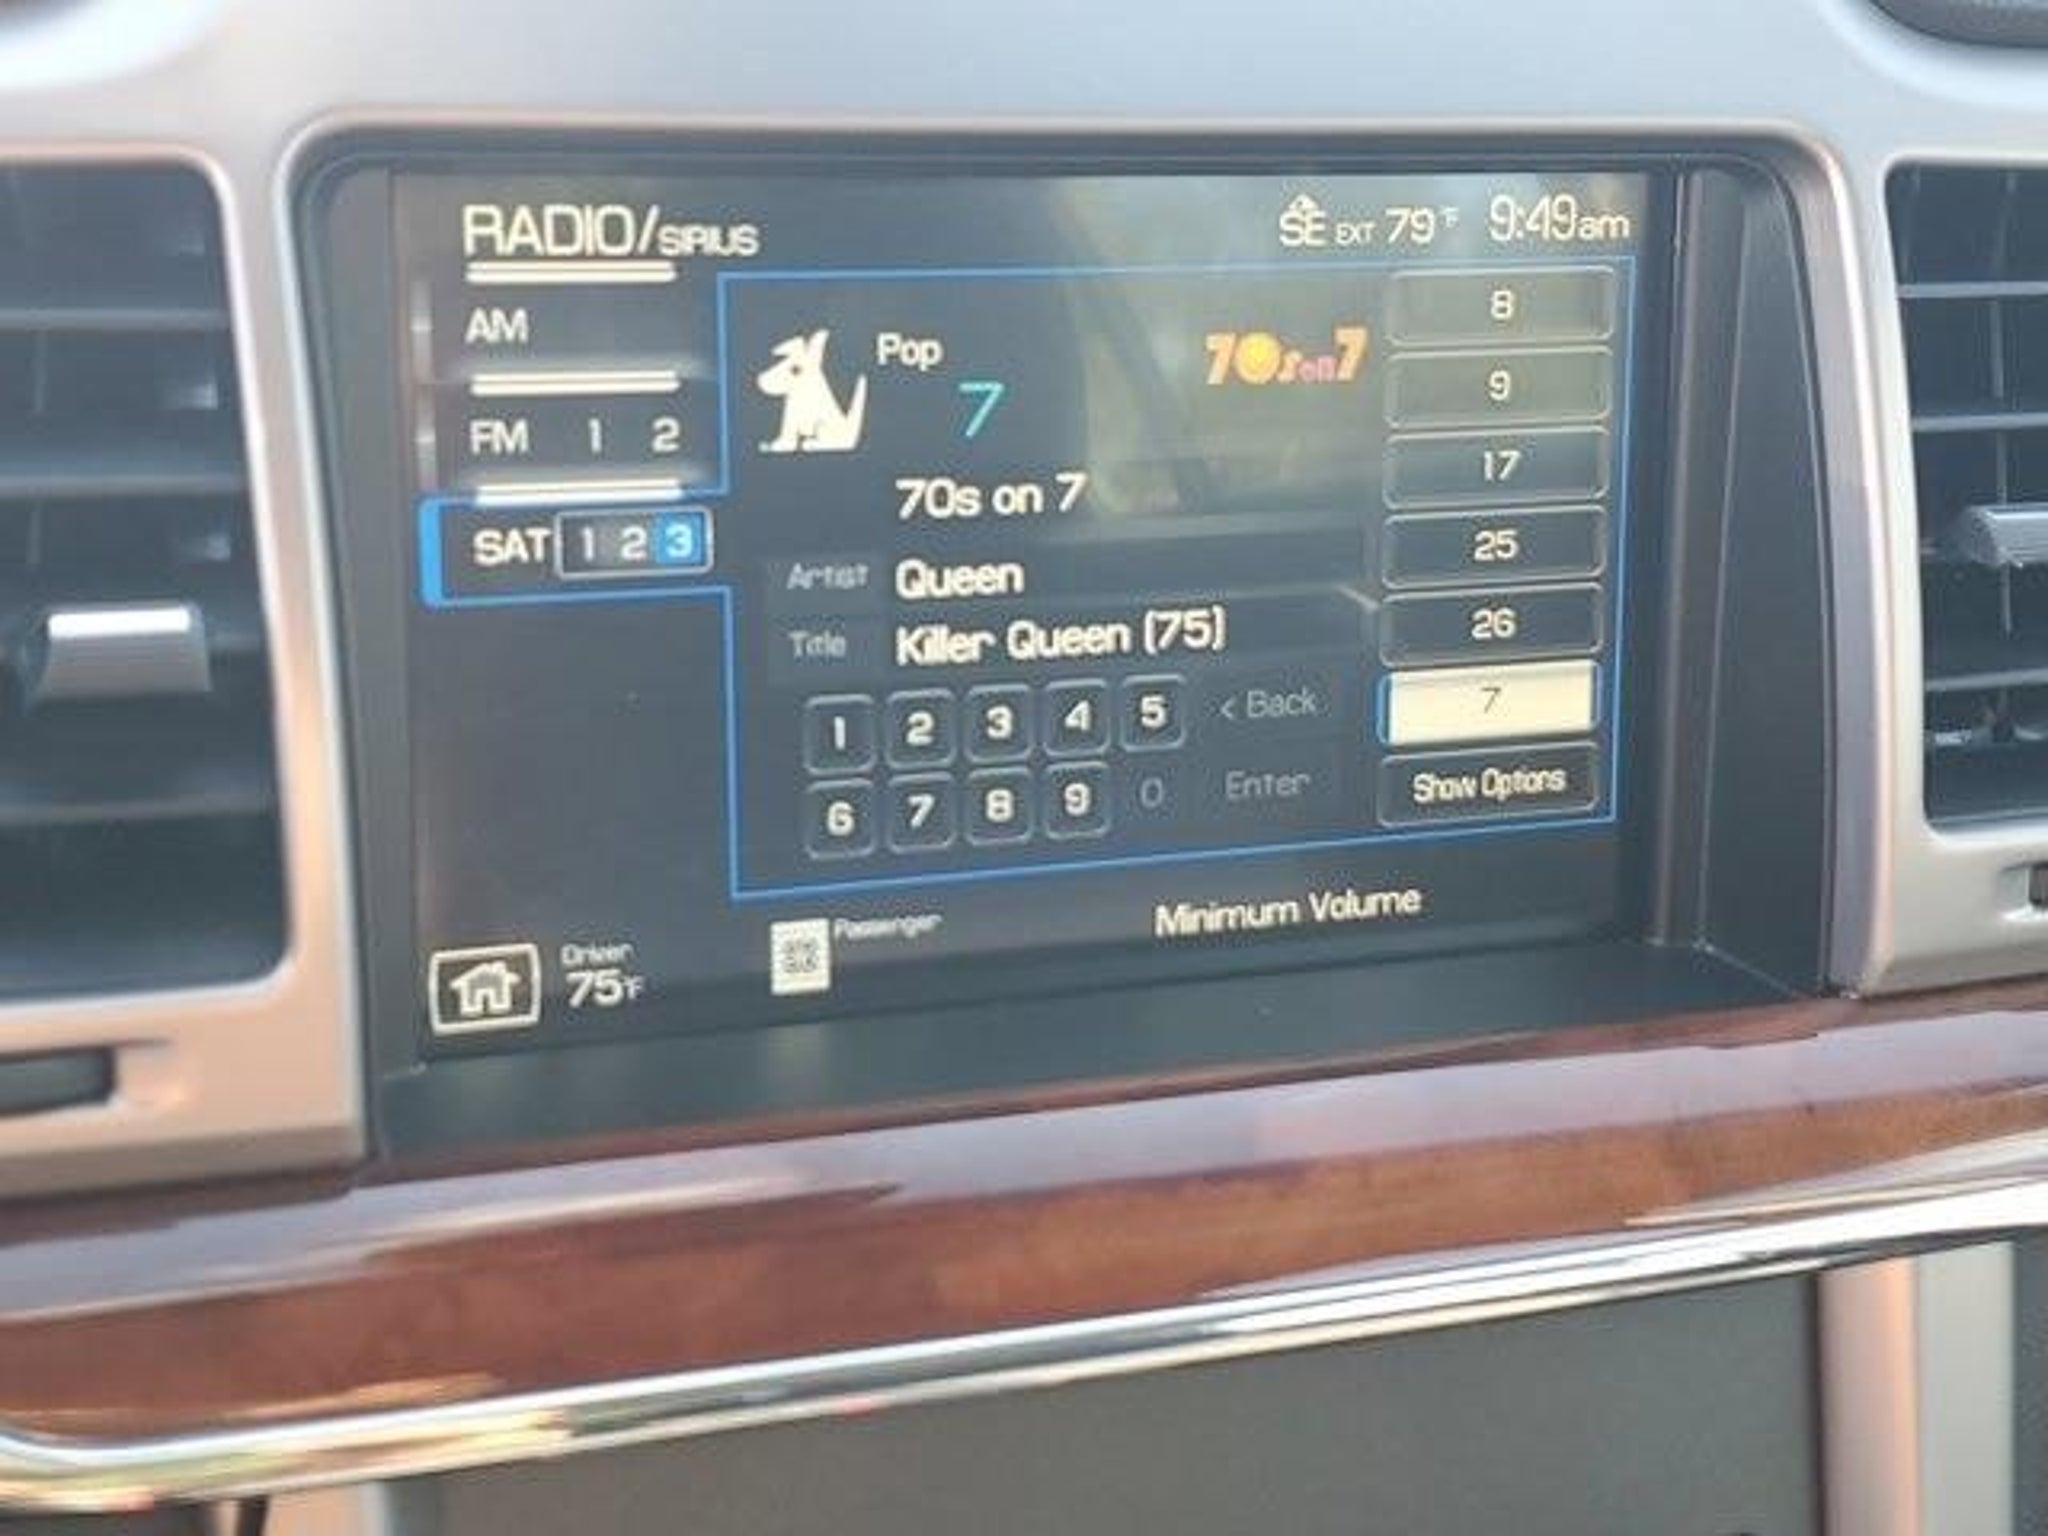 RADIO/SIRIUS
SE EXT 79°F 9:49am
AM
FM 1 2
SAT 1 2 3
Pop
7
70s on 7
70s on 7
Artist Queen
Title Killer Queen (75)
1 2 3 4 5 < Back
6 7 8 9 0 Enter
8
9
17
25
26
7
Show Options
Driver
75°F
Passenger
Minimum Volume